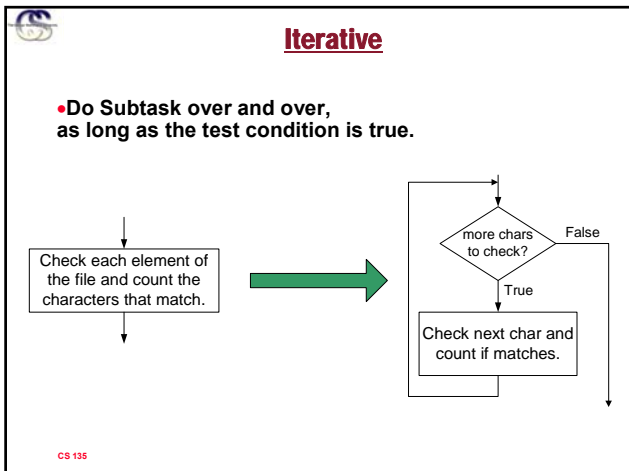 Iterative
•Do Subtask over and over,
as long as the test condition is true.
Check each element of
the file and count the
characters that match.
more chars
to check?
False
True
Check next char and
count if matches.
CS 135